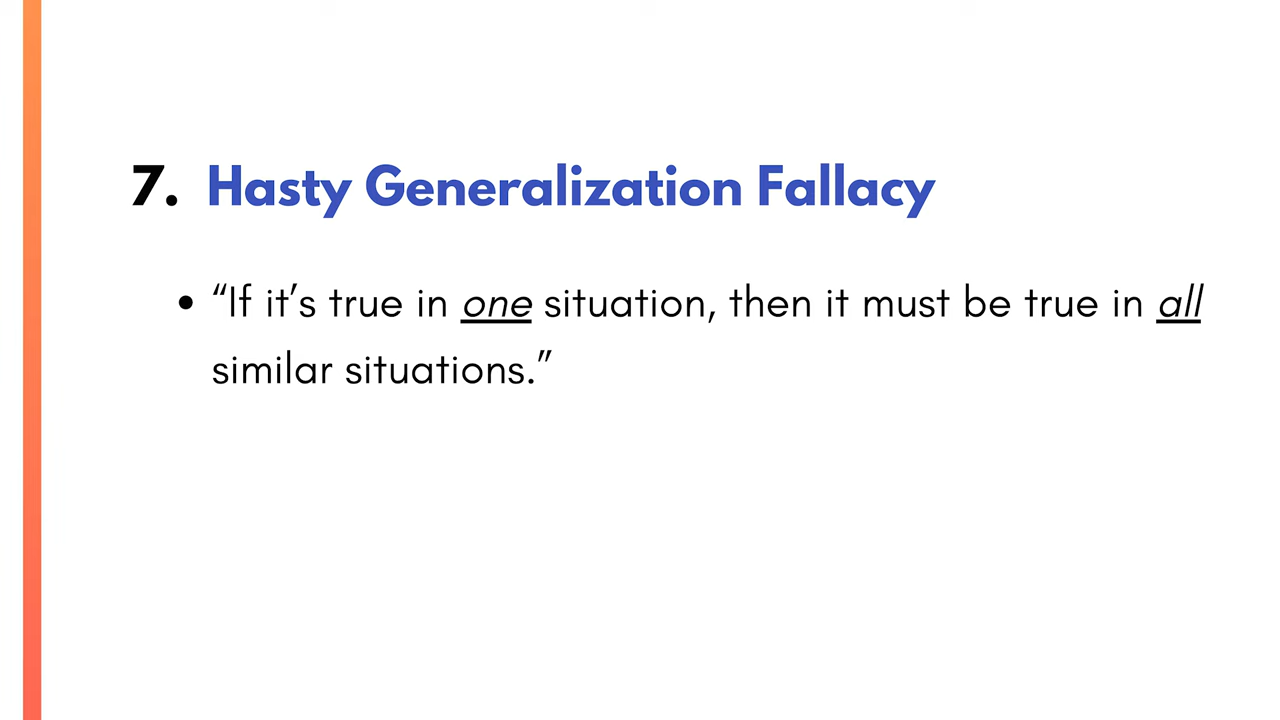 7. Hasty Generalization Fallacy
• “If it’s true in one situation, then it must be true in all
similar situations.”